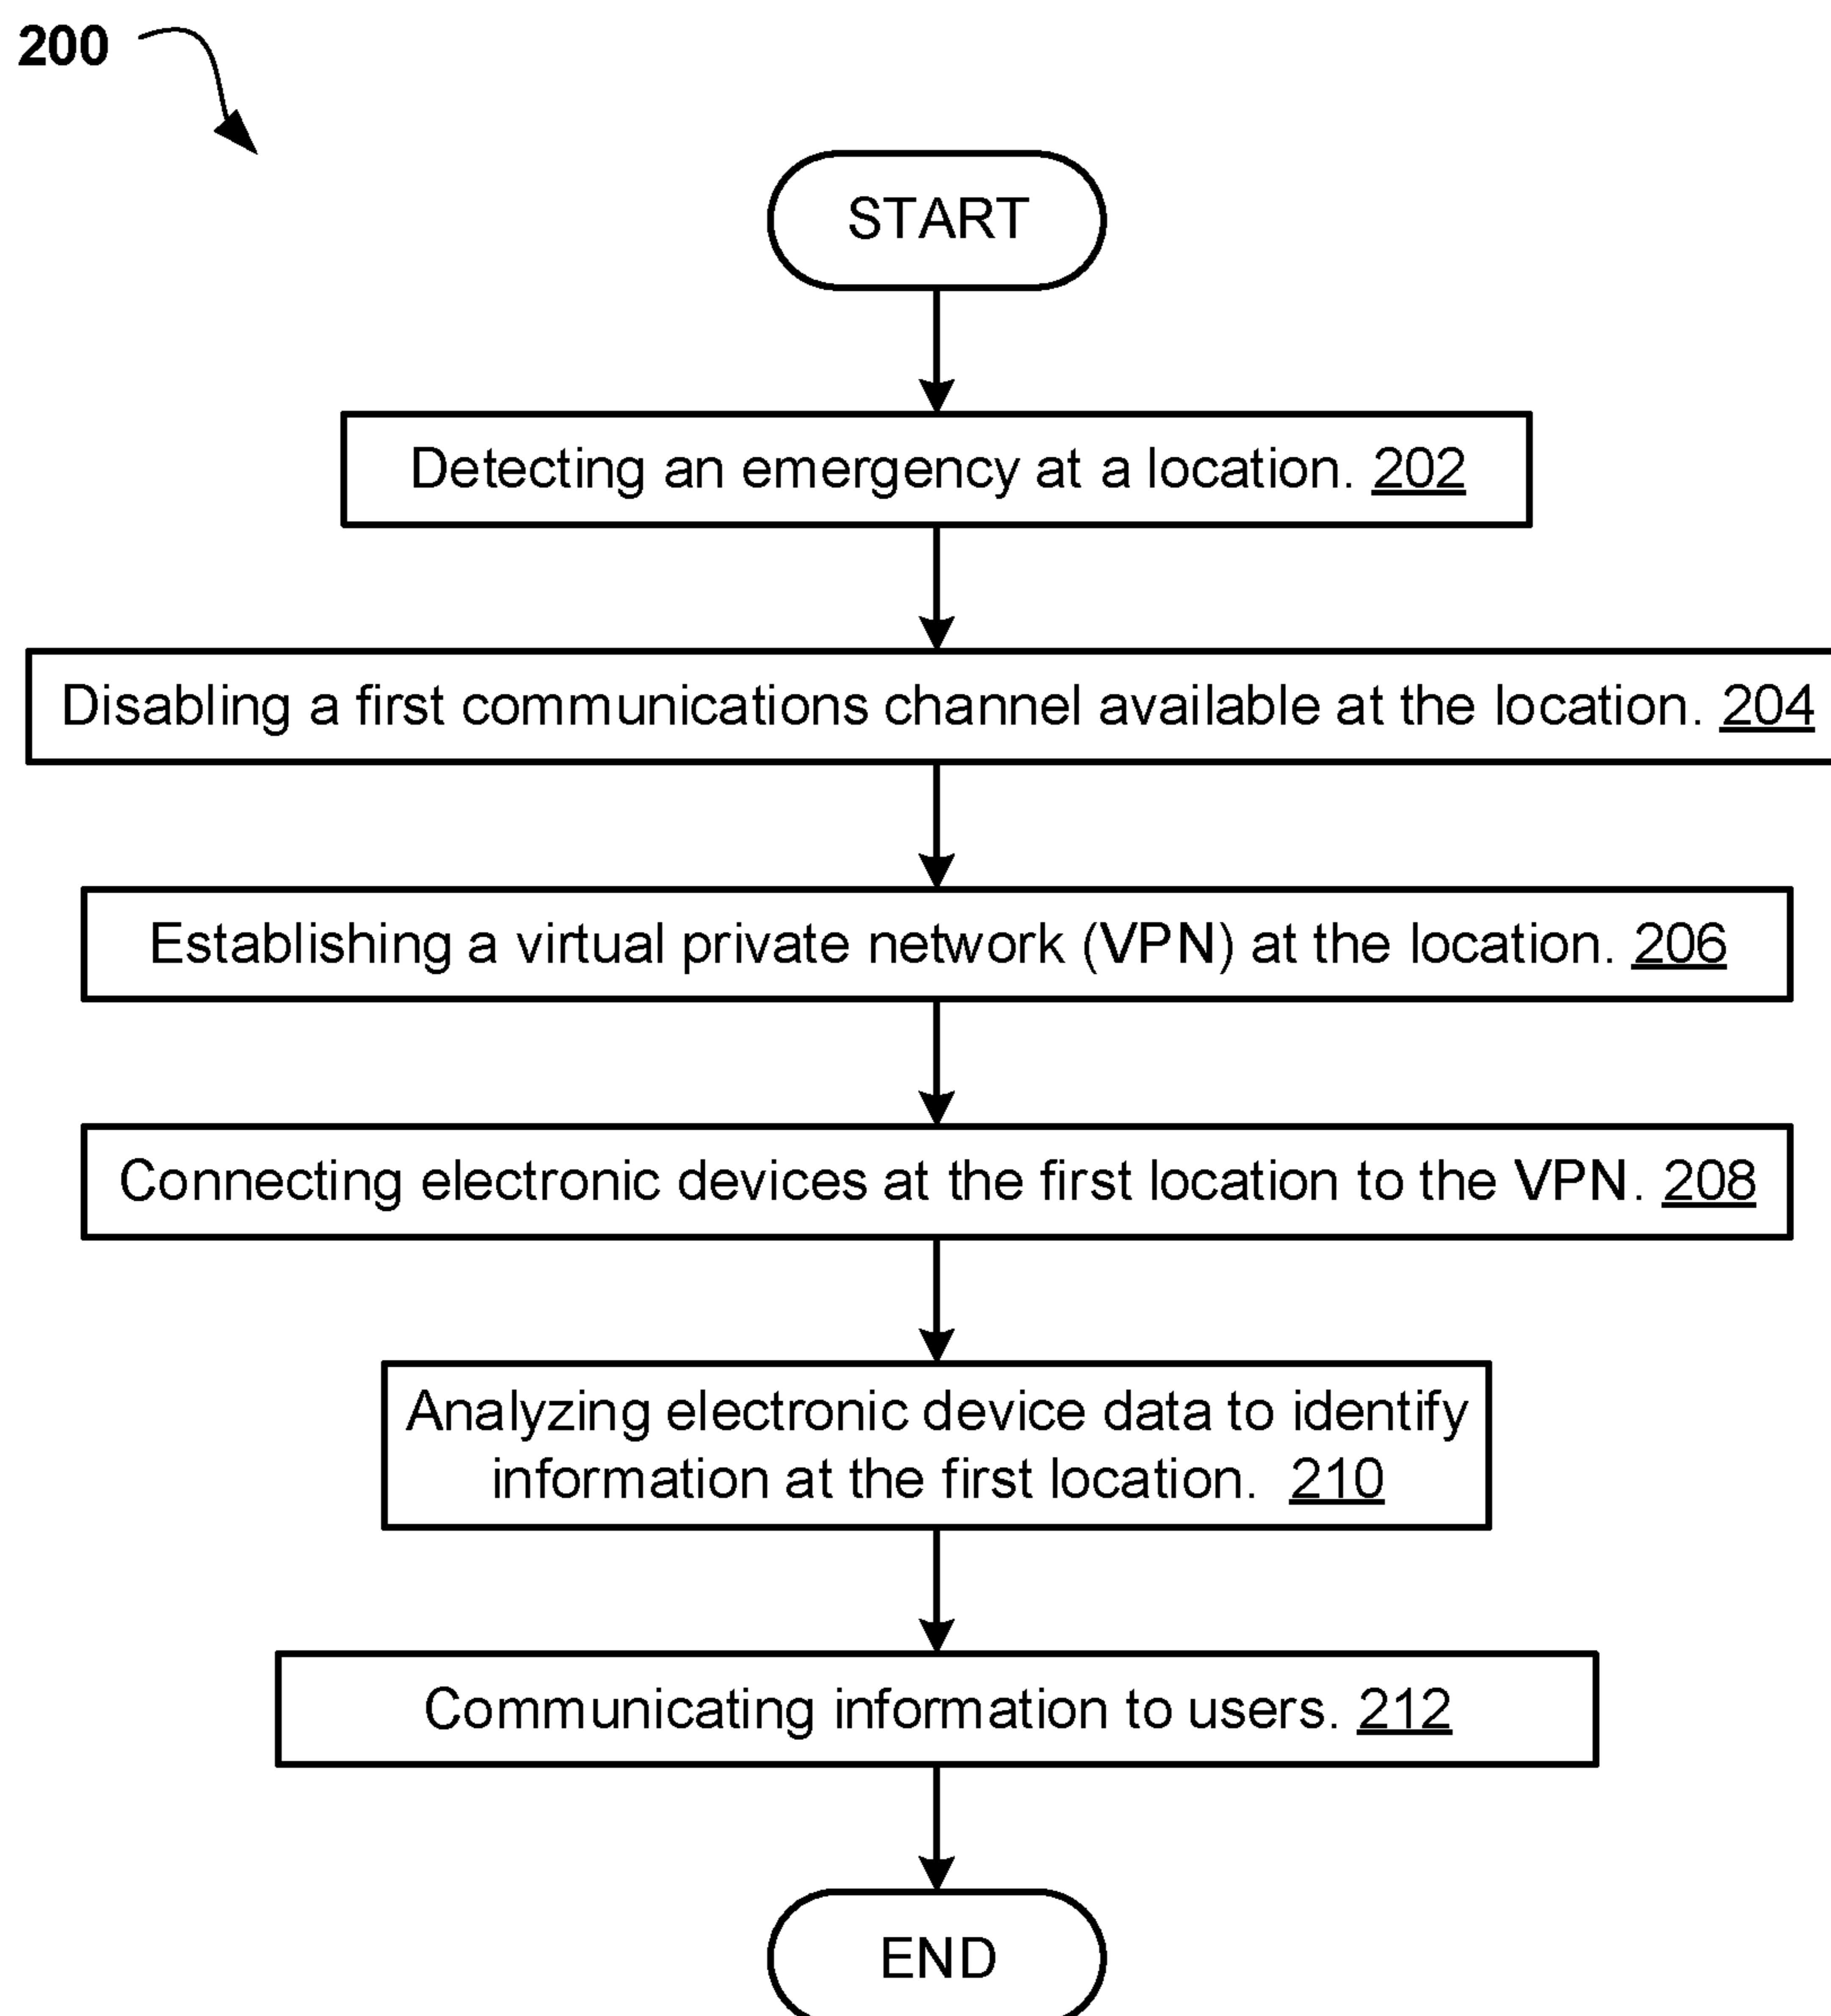 200
START
Detecting an emergency at a location. 202
Disabling a first communications channel available at the location. 204
Establishing a virtual private network (VPN) at the location. 206
Connecting electronic devices at the first location to the VPN. 208
Analyzing electronic device data to identify
information at the first location. 210
Communicating information to users. 212
END